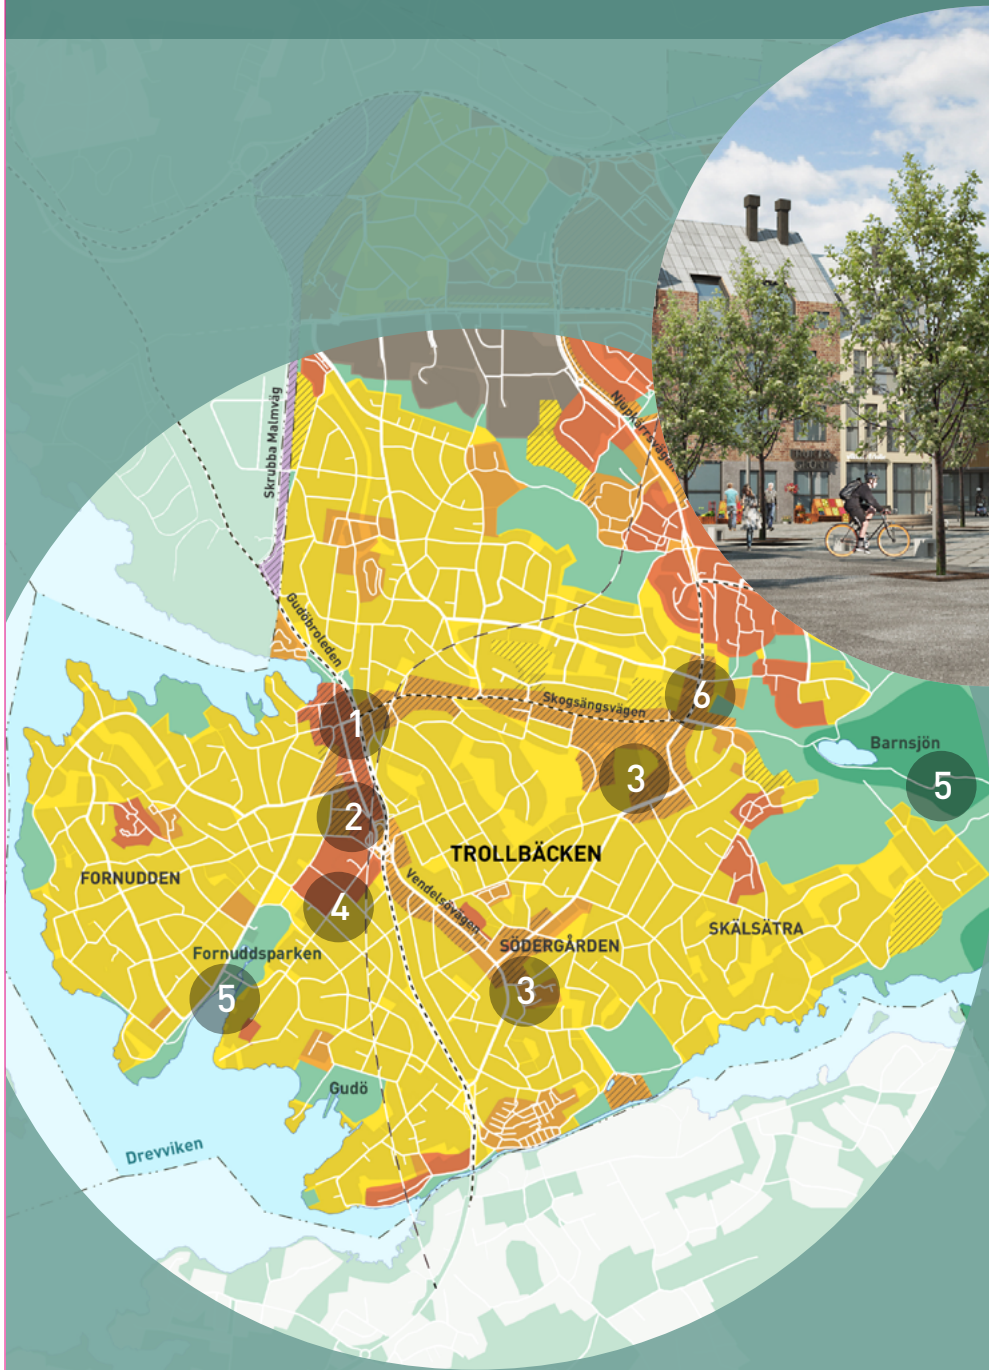 Skrubba Malmväg
Njupkärrsvägen
Gudöbroleden
Skogsängsvägen
1
6
Barnsjön
3
5
2
TROLLBÄCKEN
FORNUDDEN
Vendelsövägen
4
SKÄLSÄTRA
SÖDERGÅRDEN
Fornuddsparken
5
3
Gudö
Drevviken